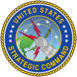 UNITED STATES
STRATEGIC COMMAND